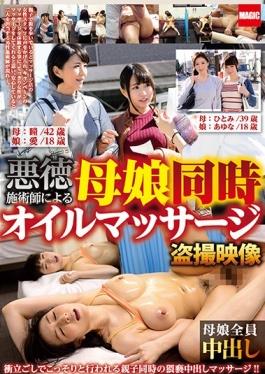 MAGIC
母：瞳/42歳
娘：愛/18歳
母：ひとみ/39歳
娘：あゆな/18歳
悪徳
施術師による
母娘同時
オイルマッサージ
盗撮映像
母娘全員
中出し
衝立ごしでこっそりと行われる親子同時の猥褻中出しマッサージ!!